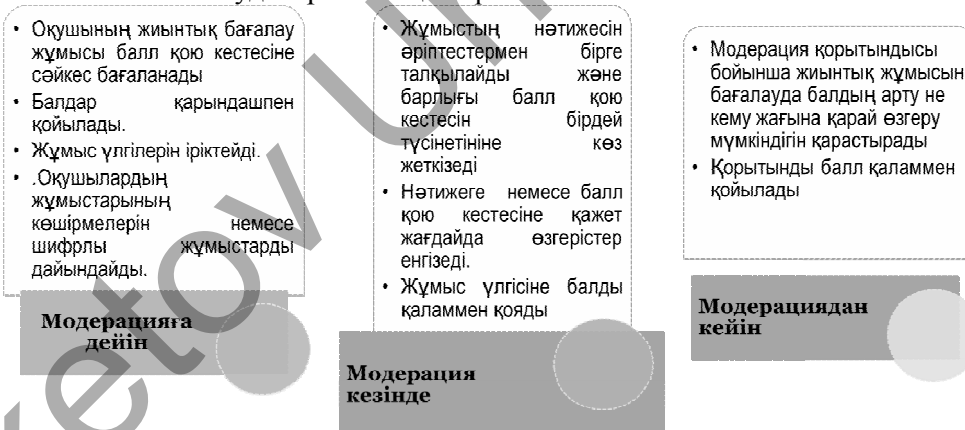 • Оқушының жиынтық бағалау
жұмысы балл қою кестесіне
сәйкес бағаланады
• Балдар қарындашпен
қойылады.
• Жұмыс үлгілерін іріктейді.
• .Оқушылардың
жұмыстарының
көшірмелерін немесе
шифрлы жұмыстарды
дайындайды.
Модерацияға
дейін
• Жұмыстың нәтижесін
әріптестермен бірге
талқылайды және
барлығы балл қою
кестесін бірдей
түсінетініне көз
жеткізеді
• Нәтижеге немесе балл
қою кестесіне қажет
жағдайда өзгерістер
енгізеді.
• Жұмыс үлгісіне балды
қаламмен қояды
Модерация
кезінде
• Модерация қорытындысы
бойынша жиынтық жұмысын
бағалауда балдың арту не
кему жағына қарай өзгеру
мүмкіндігін қарастырады
• Қорытынды балл қаламмен
қойылады
Модерациядан
кейін